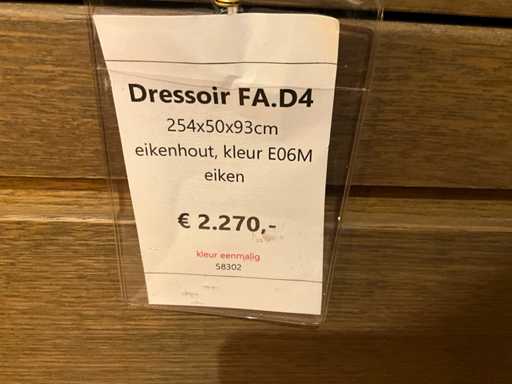 Dressoir FA.D4
254x50x93cm
eikenhout, kleur E06M
eiken
€ 2.270,-
kleur eenmalig
58302